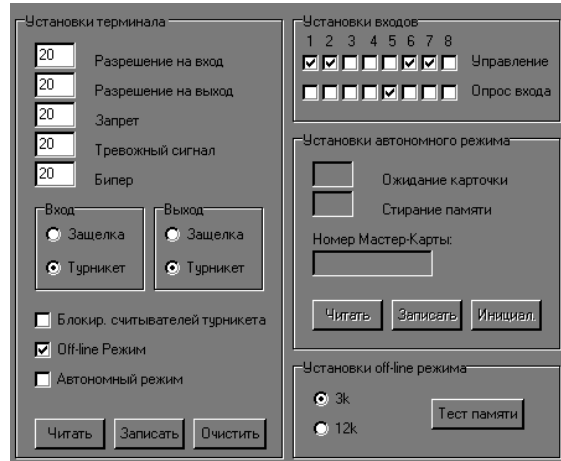 Установки терминала
20 Разрешение на вход
20 Разрешение на выход
20 Запрет
20 Тревожный сигнал
20 Бипер
Вход
Защелка
Турникет
Выход
Защелка
Турникет
Блокир. считывателей турникета
Off-line Режим
Автономный режим
Читать Записать Очистить
Установки входов
1 2 3 4 5 6 7 8
Управление
Опрос входа
Установки автономного режима
Ожидание карточки
Стирание памяти
Номер Мастер-Карты:
Читать Записать Инициал.
Установки off-line режима
3k
12k
Тест памяти